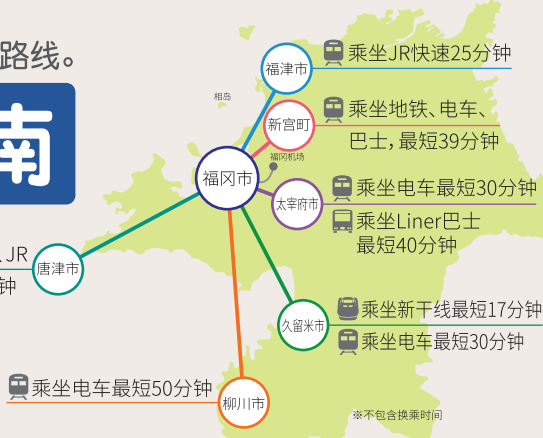 路线。
南
相岛
福津市
乘坐JR快速25分钟
新宫町
乘坐地铁、电车、
巴士，最短39分钟
福冈机场
福冈市
太宰府市
乘坐电车最短30分钟
乘坐Liner巴士
最短40分钟
、JR
钟
唐津市
久留米市
乘坐新干线最短17分钟
乘坐电车最短30分钟
乘坐电车最短50分钟
柳川市
※不包含换乘时间